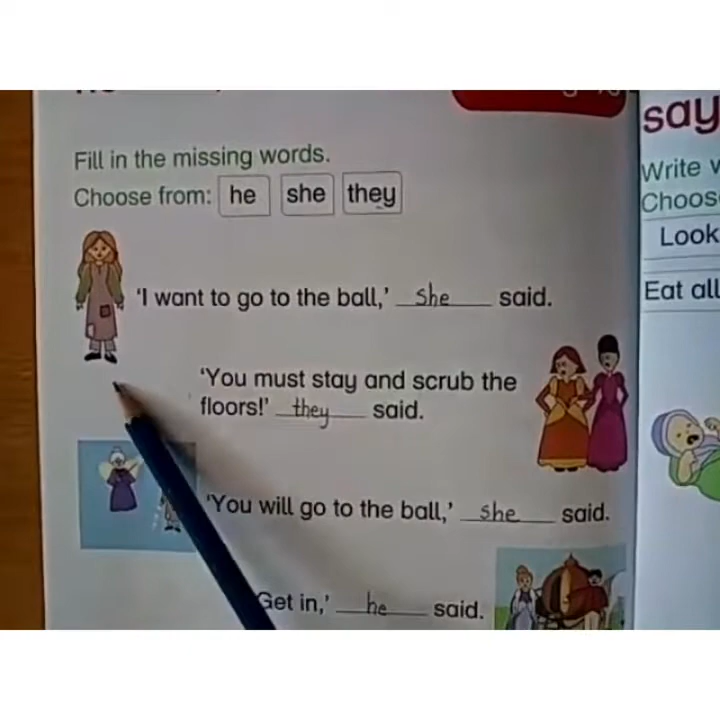 say
Fill in the missing words.
Write
Choose from: he she they
Choos
Look
'I want to go to the ball,' she said.
Eat all
'You must stay and scrub the
floors!' they said.
'You will go to the ball,' she said.
Get in,' he said.